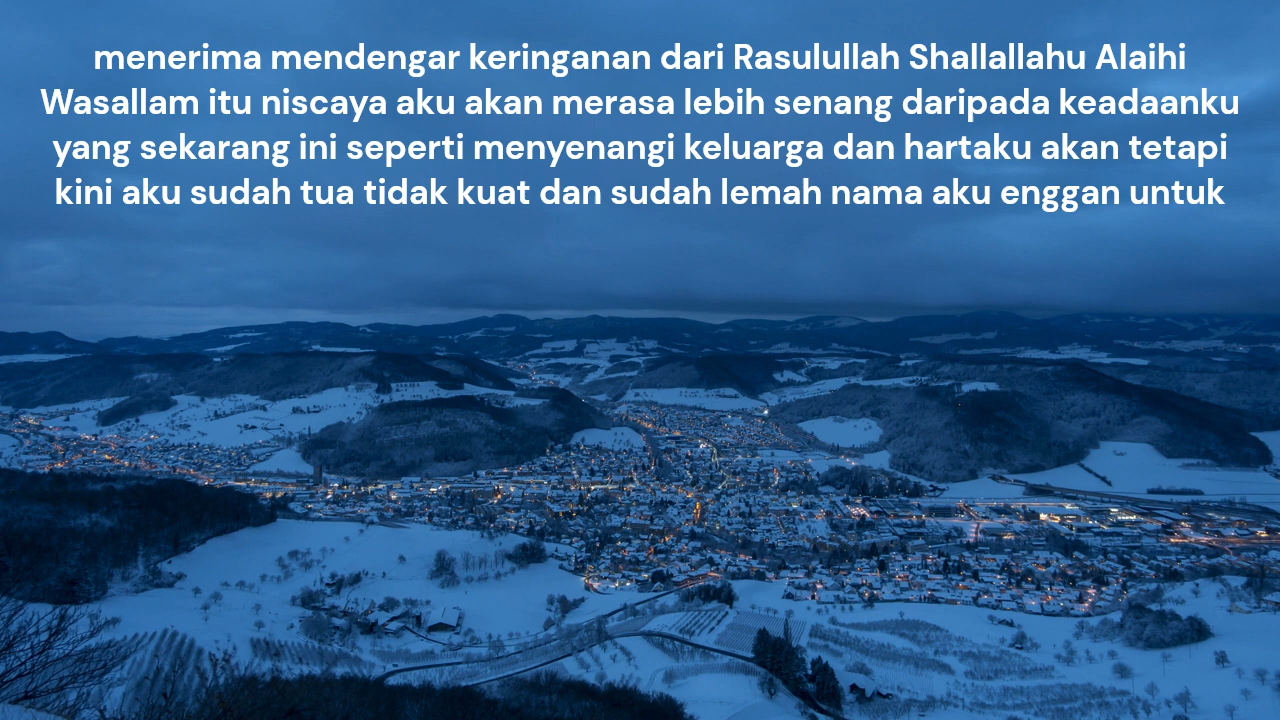 menerima mendengar keringanan dari Rasulullah Shallallahu Alaihi
Wasallam itu niscaya aku akan merasa lebih senang daripada keadaanku
yang sekarang ini seperti menyenangi keluarga dan hartaku akan tetapi
kini aku sudah tua tidak kuat dan sudah lemah nama aku enggan untuk